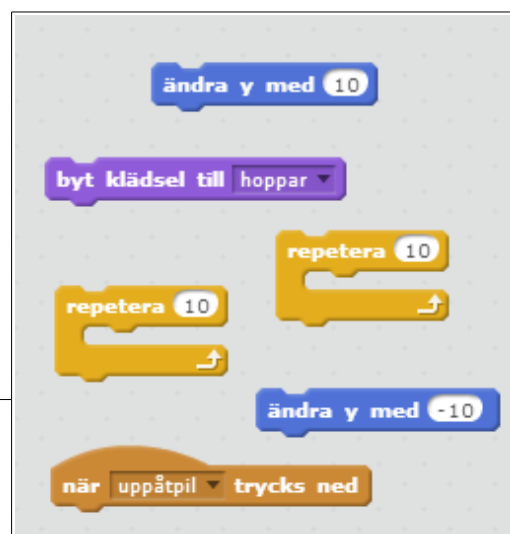 ändra y med 10
byt klädsel till hoppar
repetera 10
repetera 10
ändra y med -10
när uppåtpil trycks ned